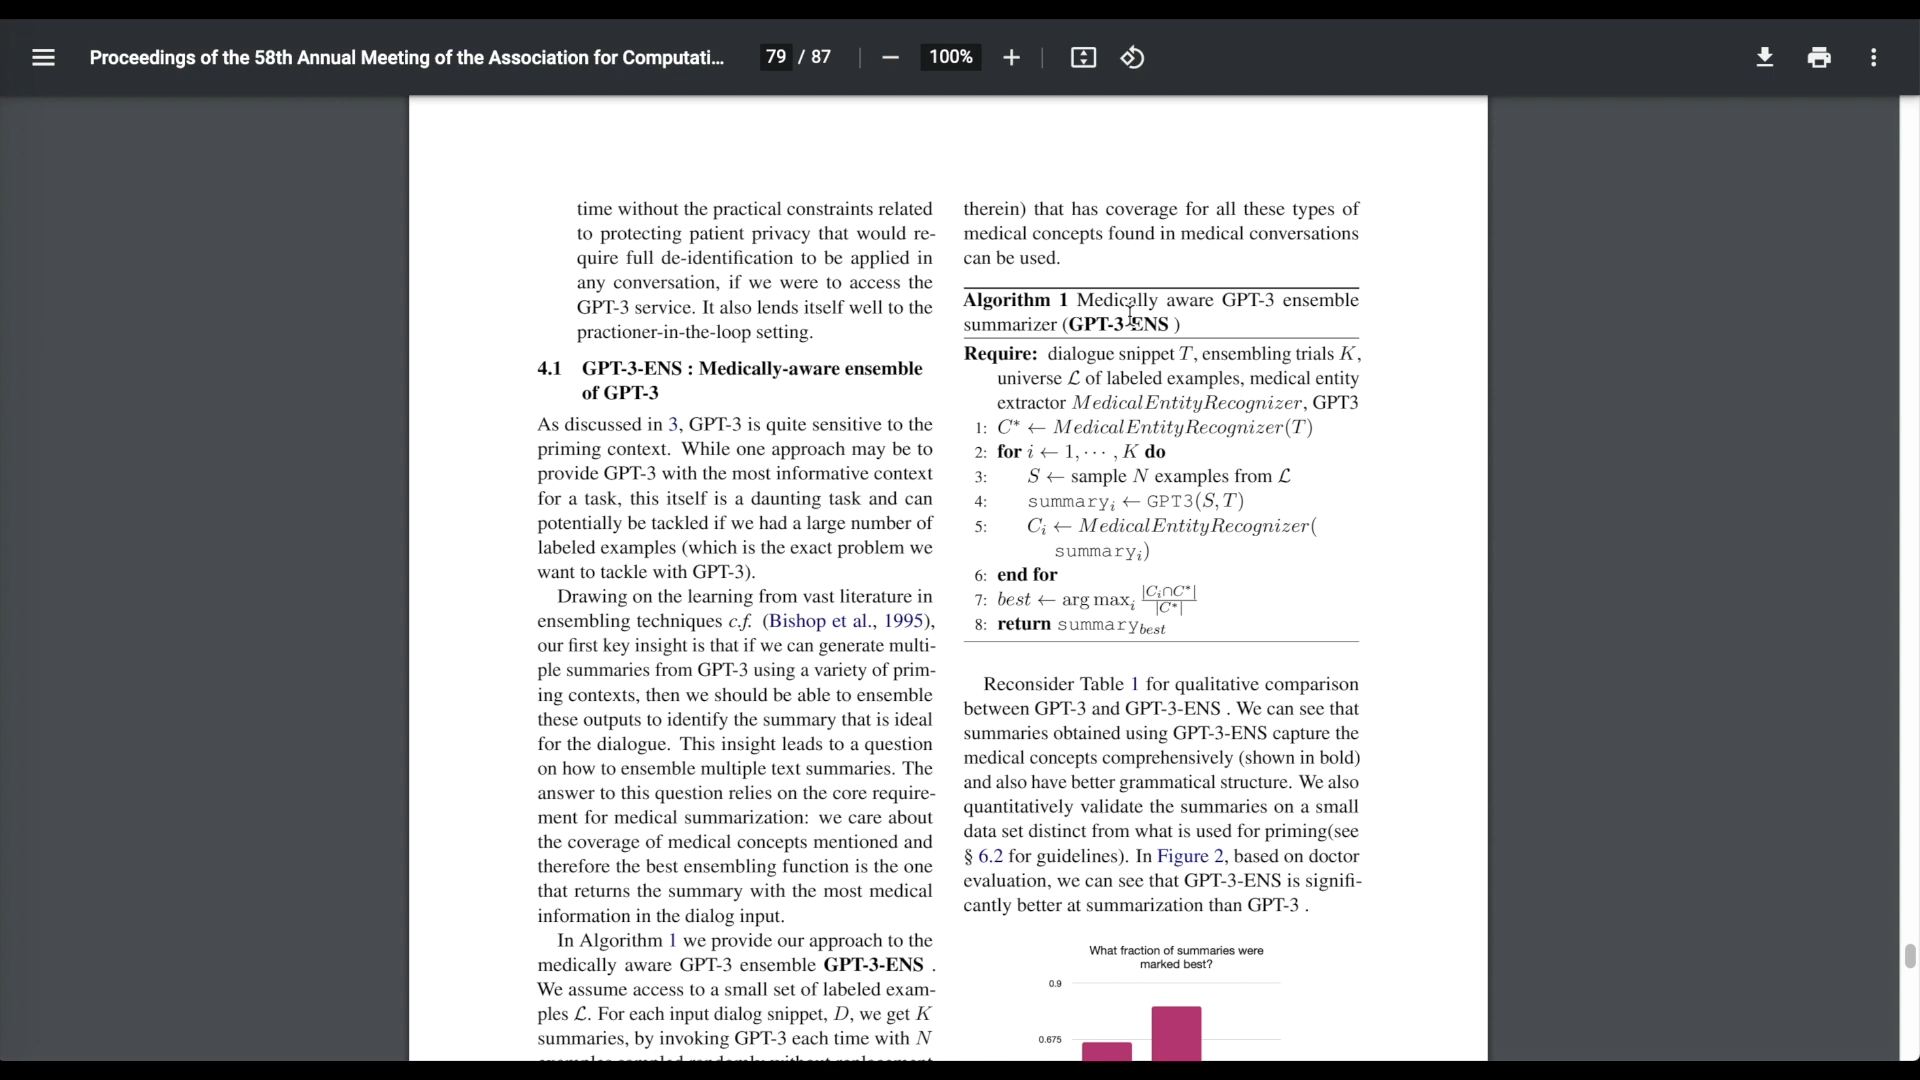 Proceedings of the 58th Annual Meeting of the Association for Computati...
79 / 87
100%
time without the practical constraints related
to protecting patient privacy that would re-
quire full de-identification to be applied in
any conversation, if we were to access the
GPT-3 service. It also lends itself well to the
practioner-in-the-loop setting.
4.1 GPT-3-ENS : Medically-aware ensemble
of GPT-3
As discussed in 3, GPT-3 is quite sensitive to the
priming context. While one approach may be to
provide GPT-3 with the most informative context
for a task, this itself is a daunting task and can
potentially be tackled if we had a large number of
labeled examples (which is the exact problem we
want to tackle with GPT-3).
Drawing on the learning from vast literature in
ensembling techniques c.f. (Bishop et al., 1995),
our first key insight is that if we can generate multi-
ple summaries from GPT-3 using a variety of prim-
ing contexts, then we should be able to ensemble
these outputs to identify the summary that is ideal
for the dialogue. This insight leads to a question
on how to ensemble multiple text summaries. The
answer to this question relies on the core require-
ment for medical summarization: we care about
the coverage of medical concepts mentioned and
therefore the best ensembling function is the one
that returns the summary with the most medical
information in the dialog input.
In Algorithm 1 we provide our approach to the
medically aware GPT-3 ensemble GPT-3-ENS .
We assume access to a small set of labeled exam-
ples ℒ. For each input dialog snippet, D, we get K
summaries, by invoking GPT-3 each time with N
examples sampled randomly without replacement
therein) that has coverage for all these types of
medical concepts found in medical conversations
can be used.
Algorithm 1 Medically aware GPT-3 ensemble
summarizer (GPT-3-ENS )
Require: dialogue snippet T, ensembling trials K,
universe ℒ of labeled examples, medical entity
extractor MedicalEntityRecognizer, GPT3
1: C* ← MedicalEntityRecognizer(T)
2: for i ← 1, ··· , K do
3: S ← sample N examples from ℒ
4: summaryᵢ ← GPT3(S, T)
5: Cᵢ ← MedicalEntityRecognizer(
summaryᵢ)
6: end for
7: best ← arg maxᵢ |Cᵢ∩C*| / |C*|
8: return summary_best
Reconsider Table 1 for qualitative comparison
between GPT-3 and GPT-3-ENS . We can see that
summaries obtained using GPT-3-ENS capture the
medical concepts comprehensively (shown in bold)
and also have better grammatical structure. We also
quantitatively validate the summaries on a small
data set distinct from what is used for priming(see
§ 6.2 for guidelines). In Figure 2, based on doctor
evaluation, we can see that GPT-3-ENS is signifi-
cantly better at summarization than GPT-3 .
What fraction of summaries were
marked best?
0.9
0.675